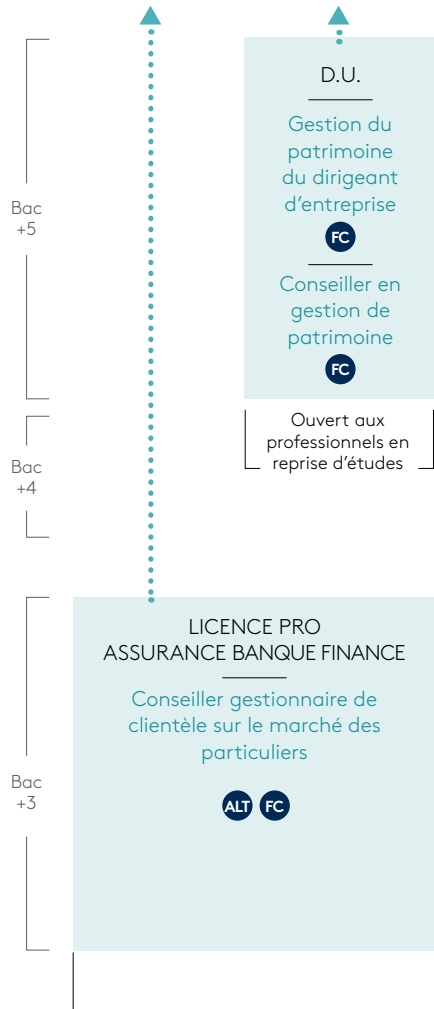 D.U.
Gestion du
patrimoine
du dirigeant
d'entreprise
FC
Conseiller en
gestion de
patrimoine
FC
Bac
+5
Ouvert aux
professionnels en
reprise d'études
Bac
+4
LICENCE PRO
ASSURANCE BANQUE FINANCE
Conseiller gestionnaire de
clientèle sur le marché des
particuliers
ALT FC
Bac
+3